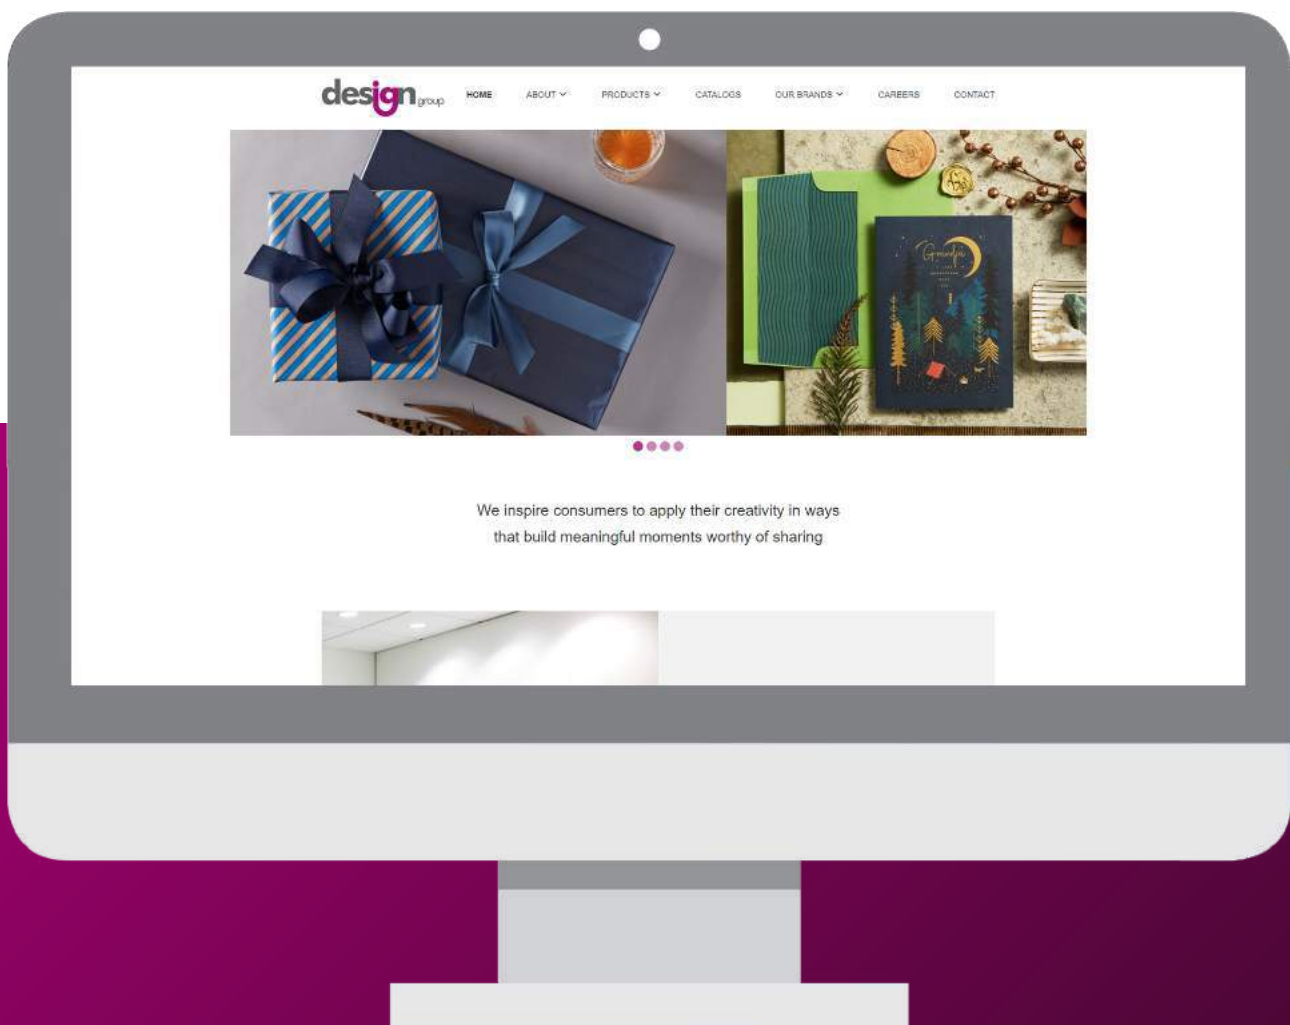 design group
HOME ABOUT PRODUCTS CATALOGS OUR BRANDS CAREERS CONTACT
Grandpa
We inspire consumers to apply their creativity in ways
that build meaningful moments worthy of sharing